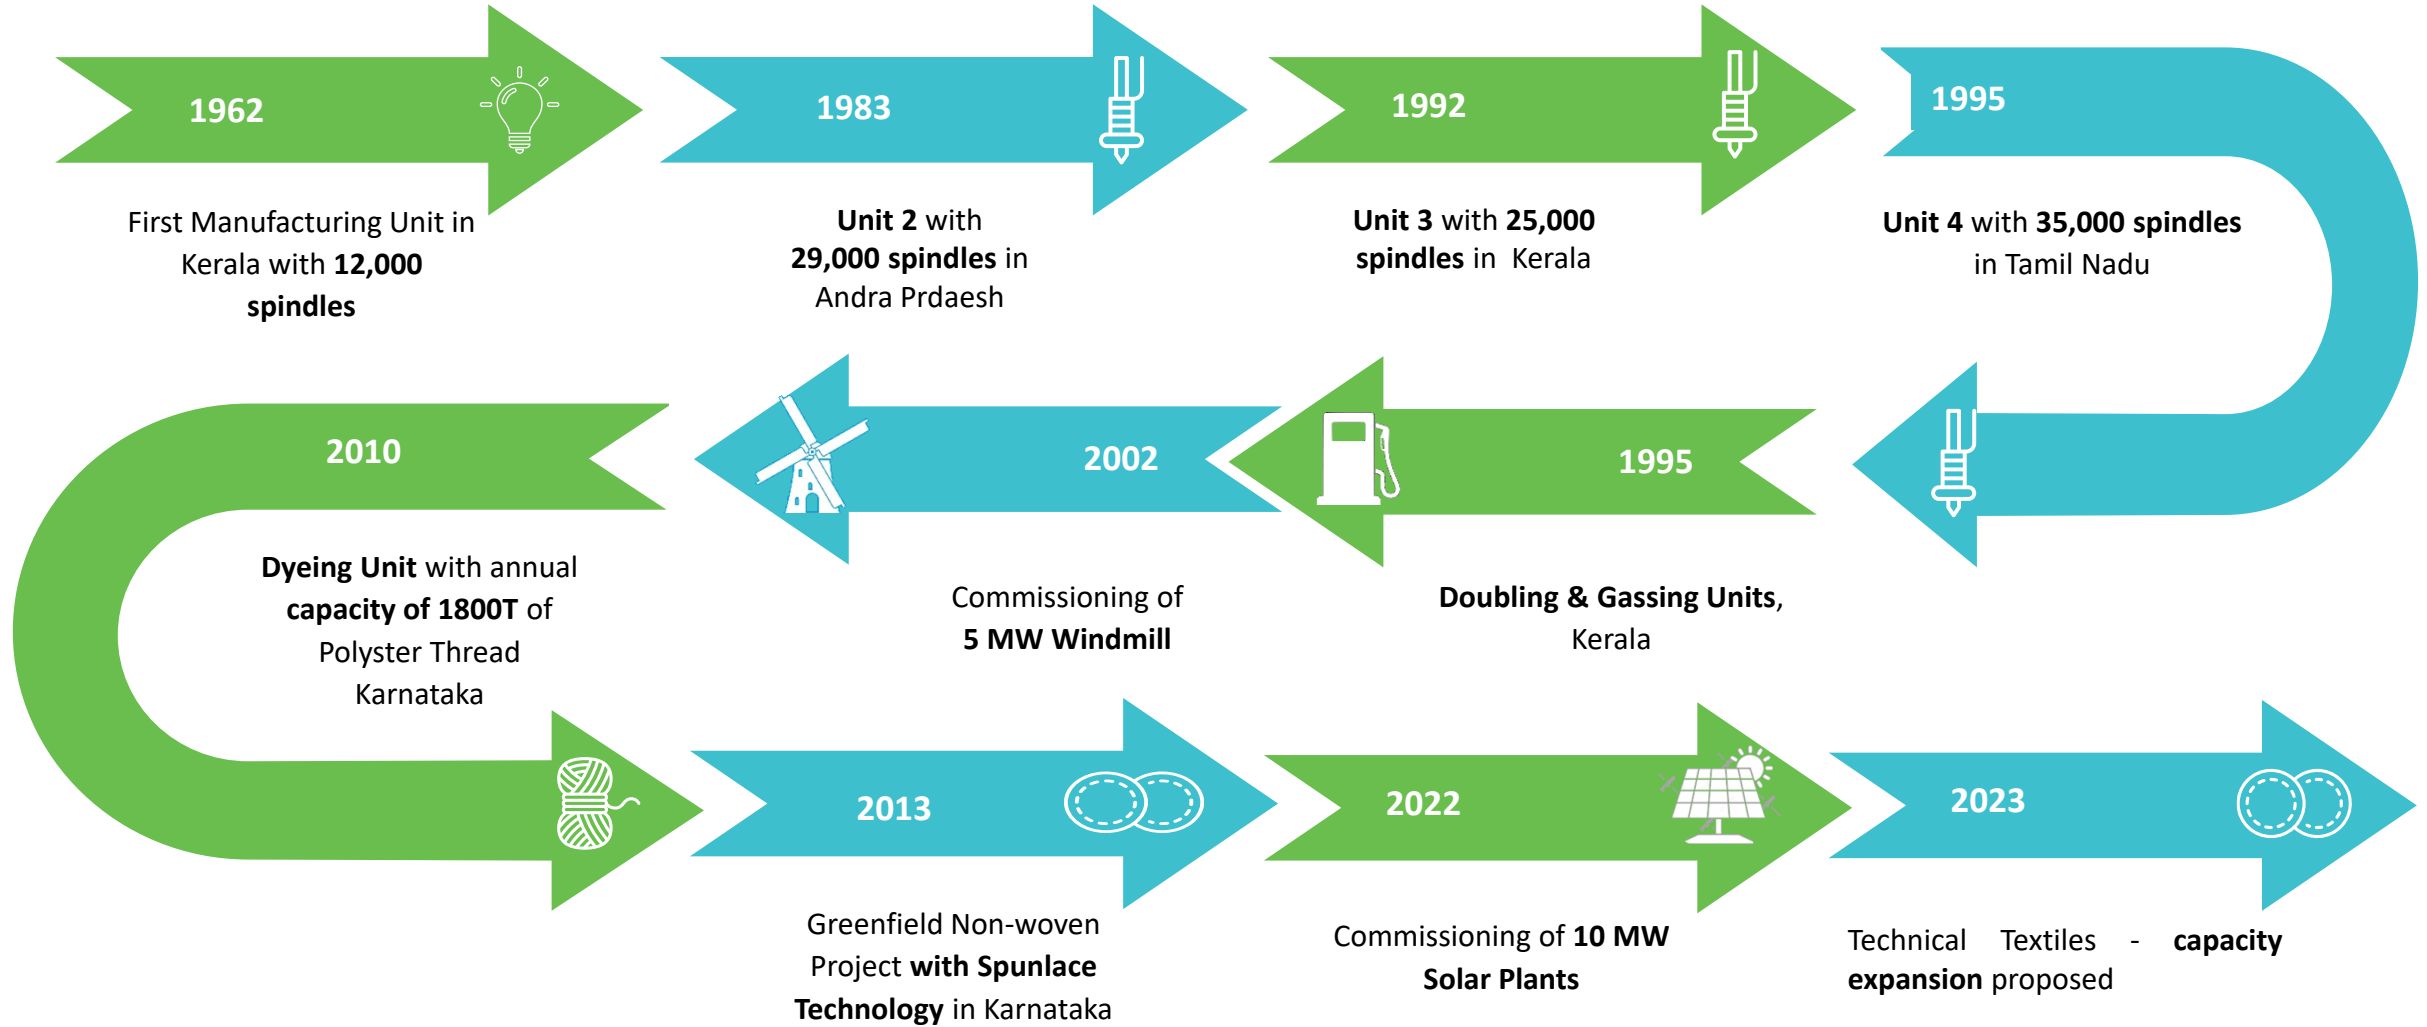 1962
First Manufacturing Unit in
Kerala with 12,000
spindles
1983
Unit 2 with
29,000 spindles in
Andra Prdaesh
1992
Unit 3 with 25,000
spindles in Kerala
1995
Unit 4 with 35,000 spindles
in Tamil Nadu
1995
Doubling & Gassing Units,
Kerala
2002
Commissioning of
5 MW Windmill
2010
Dyeing Unit with annual
capacity of 1800T of
Polyster Thread
Karnataka
2013
Greenfield Non-woven
Project with Spunlace
Technology in Karnataka
2022
Commissioning of 10 MW
Solar Plants
2023
Technical Textiles - capacity
expansion proposed